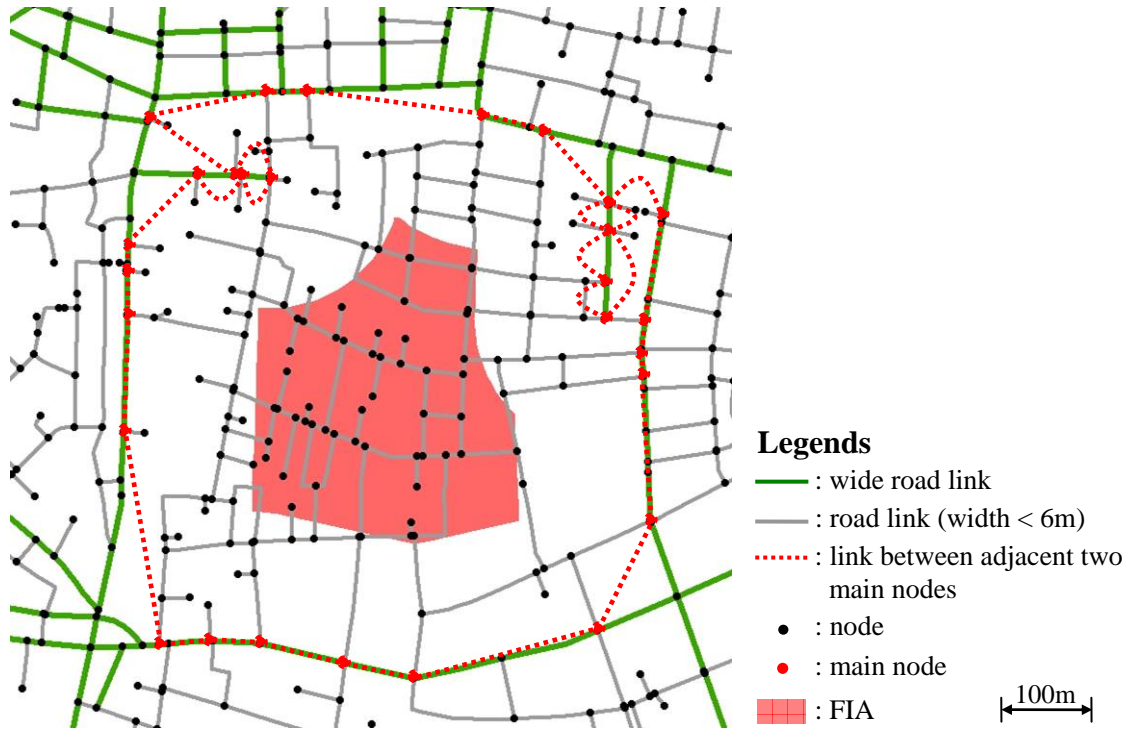 Legends
: wide road link
: road link (width < 6m)
: link between adjacent two
main nodes
: node
: main node
: FIA
100m